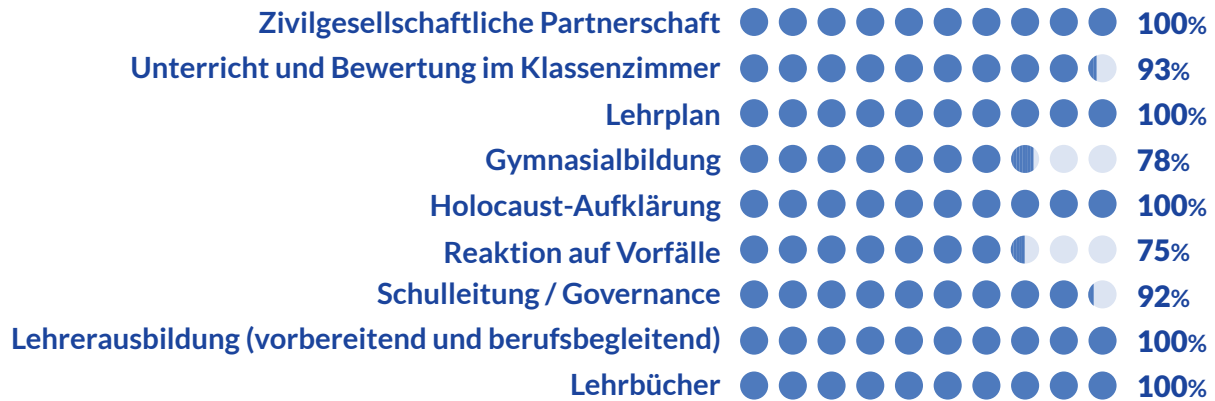 Zivilgesellschaftliche Partnerschaft 100%
Unterricht und Bewertung im Klassenzimmer 93%
Lehrplan 100%
Gymnasialbildung 78%
Holocaust-Aufklärung 100%
Reaktion auf Vorfälle 75%
Schulleitung / Governance 92%
Lehrerausbildung (vorbereitend und berufsbegleitend) 100%
Lehrbücher 100%